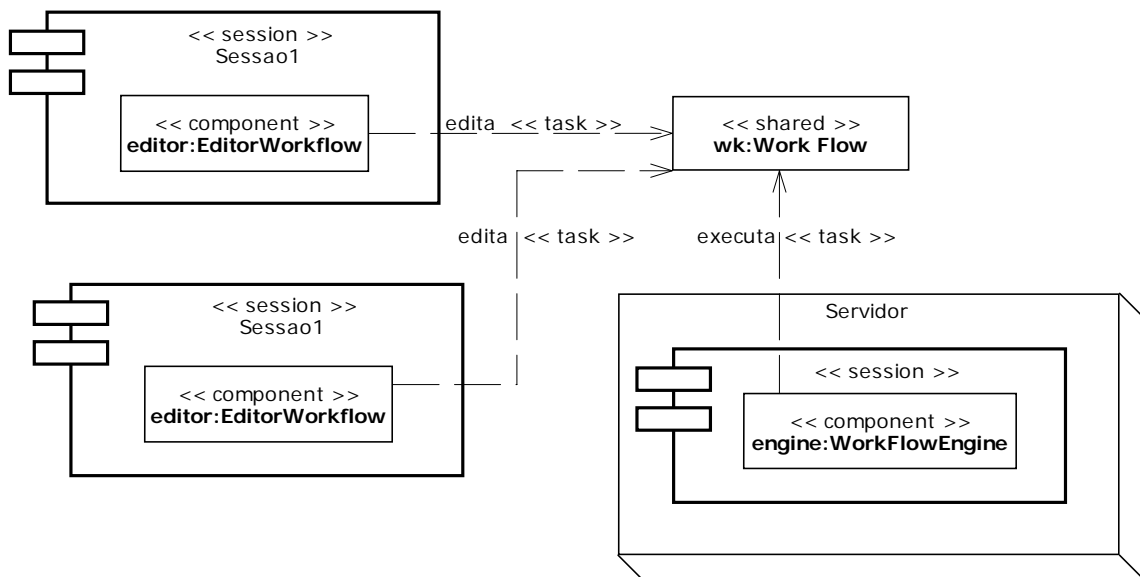 << session >>
Sessao1
<< component >>
editor:EditorWorkflow
edita << task >>
<< shared >>
wk:Work Flow
edita << task >>
executa << task >>
<< session >>
Sessao1
<< component >>
editor:EditorWorkflow
Servidor
<< session >>
<< component >>
engine:WorkFlowEngine